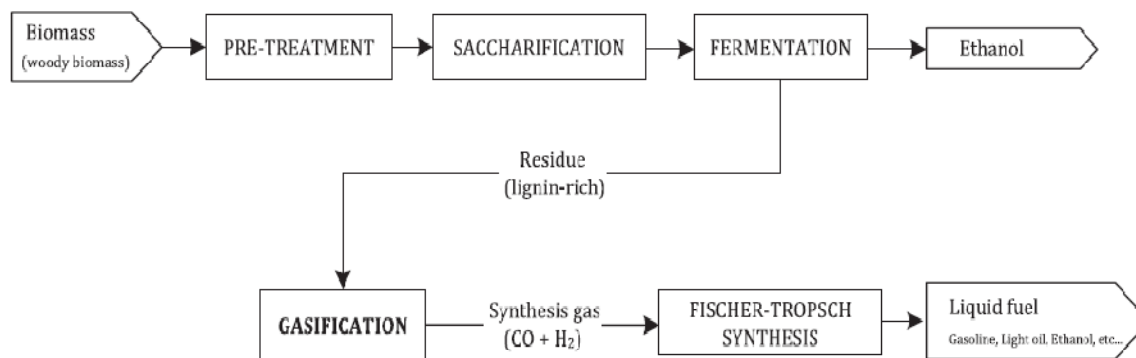 Biomass
(woody biomass)
PRE-TREATMENT
SACCHARIFICATION
FERMENTATION
Ethanol
Residue
(lignin-rich)
GASIFICATION
Synthesis gas
(CO + H₂)
FISCHER-TROPSCH
SYNTHESIS
Liquid fuel
Gasoline, Light oil. Ethanol, etc...